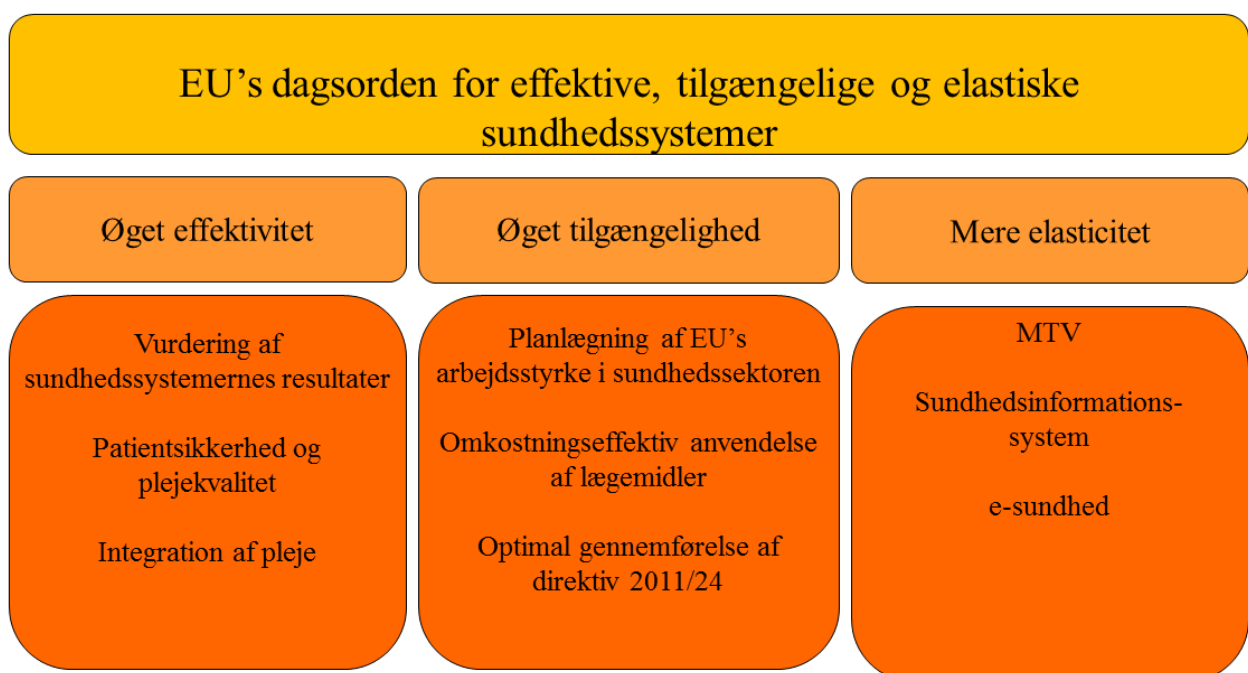 EU’s dagsorden for effektive, tilgængelige og elastiske
sundhedssystemer
Øget effektivitet
Øget tilgængelighed
Mere elasticitet
Vurdering af
sundhedssystemernes resultater
Patientsikkerhed og
plejekvalitet
Integration af pleje
Planlægning af EU’s
arbejdsstyrke i sundhedssektoren
Omkostningseffektiv anvendelse
af lægemidler
Optimal gennemførelse af
direktiv 2011/24
MTV
Sundhedsinformations-
system
e-sundhed